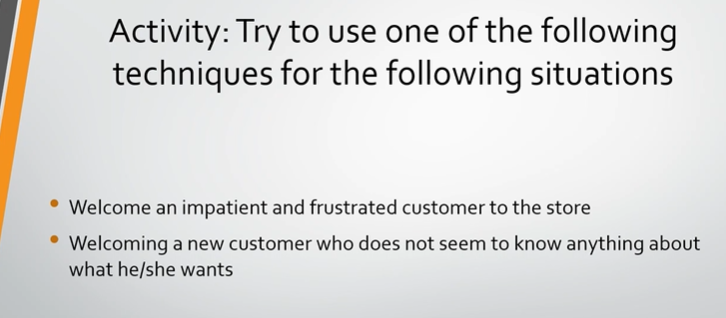 Activity: Try to use one of the following
techniques for the following situations
• Welcome an impatient and frustrated customer to the store
• Welcoming a new customer who does not seem to know anything about
what he/she wants